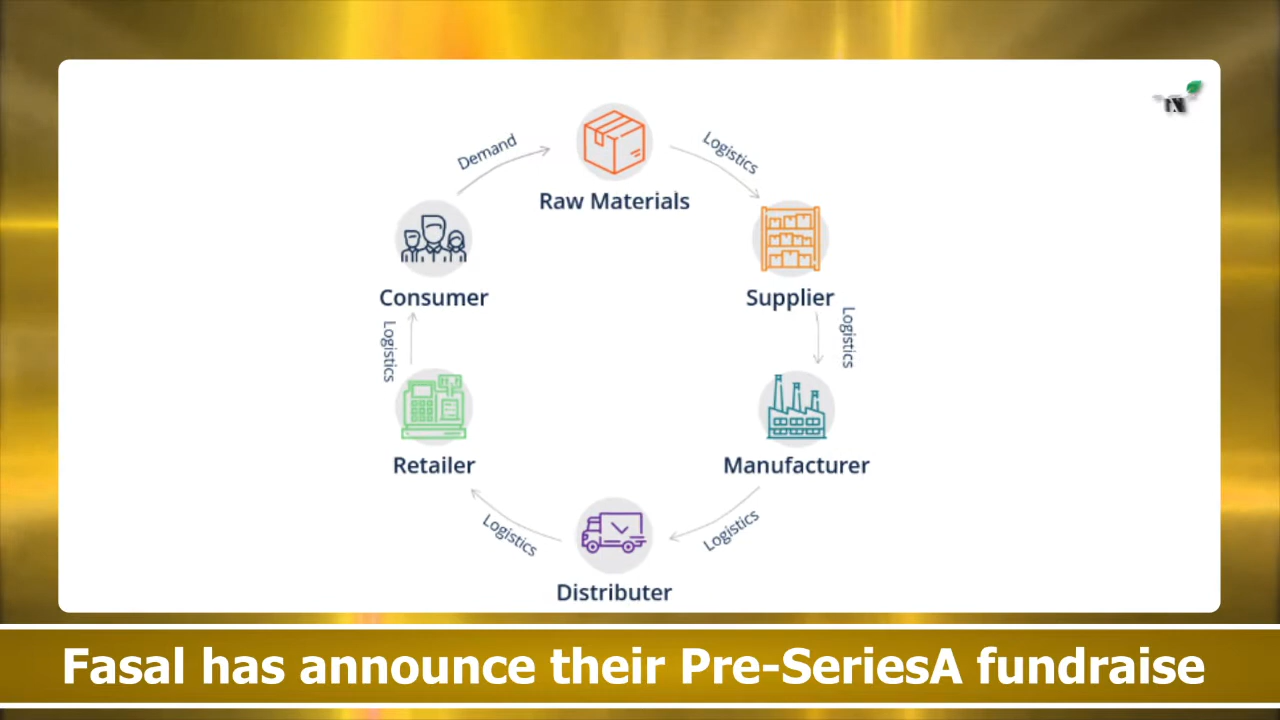 Demand
Logistics
Raw Materials
Consumer
Supplier
Logistics
Logistics
Retailer
Manufacturer
Logistics
Logistics
Distributer
Fasal has announce their Pre-SeriesA fundraise